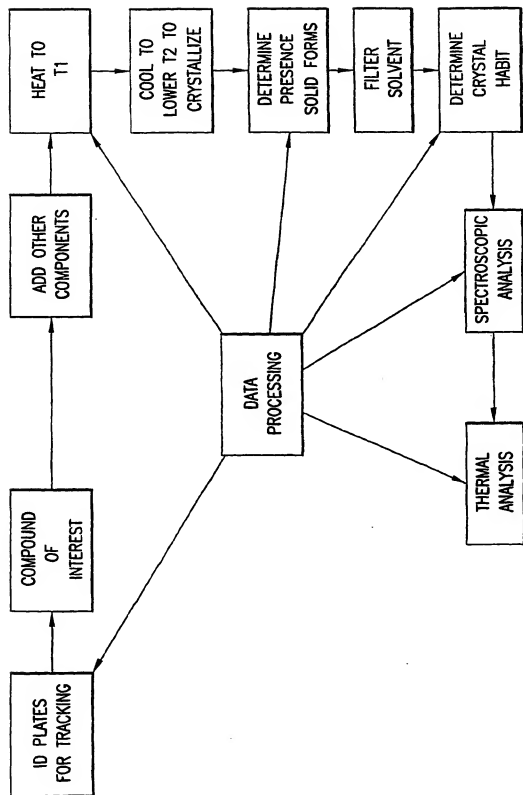 ID PLATES
FOR TRACKING
COMPOUND
OF
INTEREST
ADD OTHER
COMPONENTS
HEAT TO
T1
COOL TO
LOWER T2 TO
CRYSTALLIZE
DETERMINE
PRESENCE
SOLID FORMS
FILTER
SOLVENT
DETERMINE
CRYSTAL
HABIT
SPECTROSCOPIC
ANALYSIS
THERMAL
ANALYSIS
DATA
PROCESSING